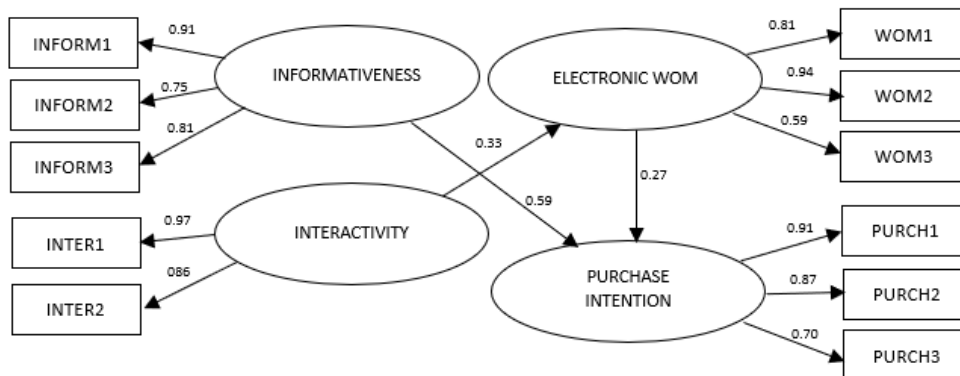 INFORM1
0.91
INFORMATIVENESS
INFORM2
0.75
INFORM3
0.81
ELECTRONIC WOM
0.81
WOM1
0.94
WOM2
0.59
WOM3
0.33
0.27
0.59
INTER1
0.97
INTERACTIVITY
INTER2
086
PURCHASE
INTENTION
0.91
PURCH1
0.87
PURCH2
0.70
PURCH3